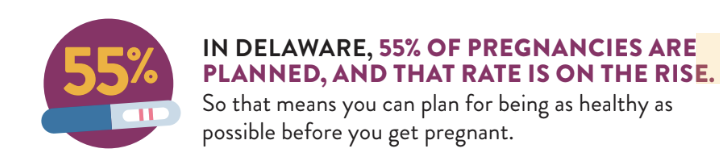 55%
IN DELAWARE, 55% OF PREGNANCIES ARE
PLANNED, AND THAT RATE IS ON THE RISE.
So that means you can plan for being as healthy as
possible before you get pregnant.